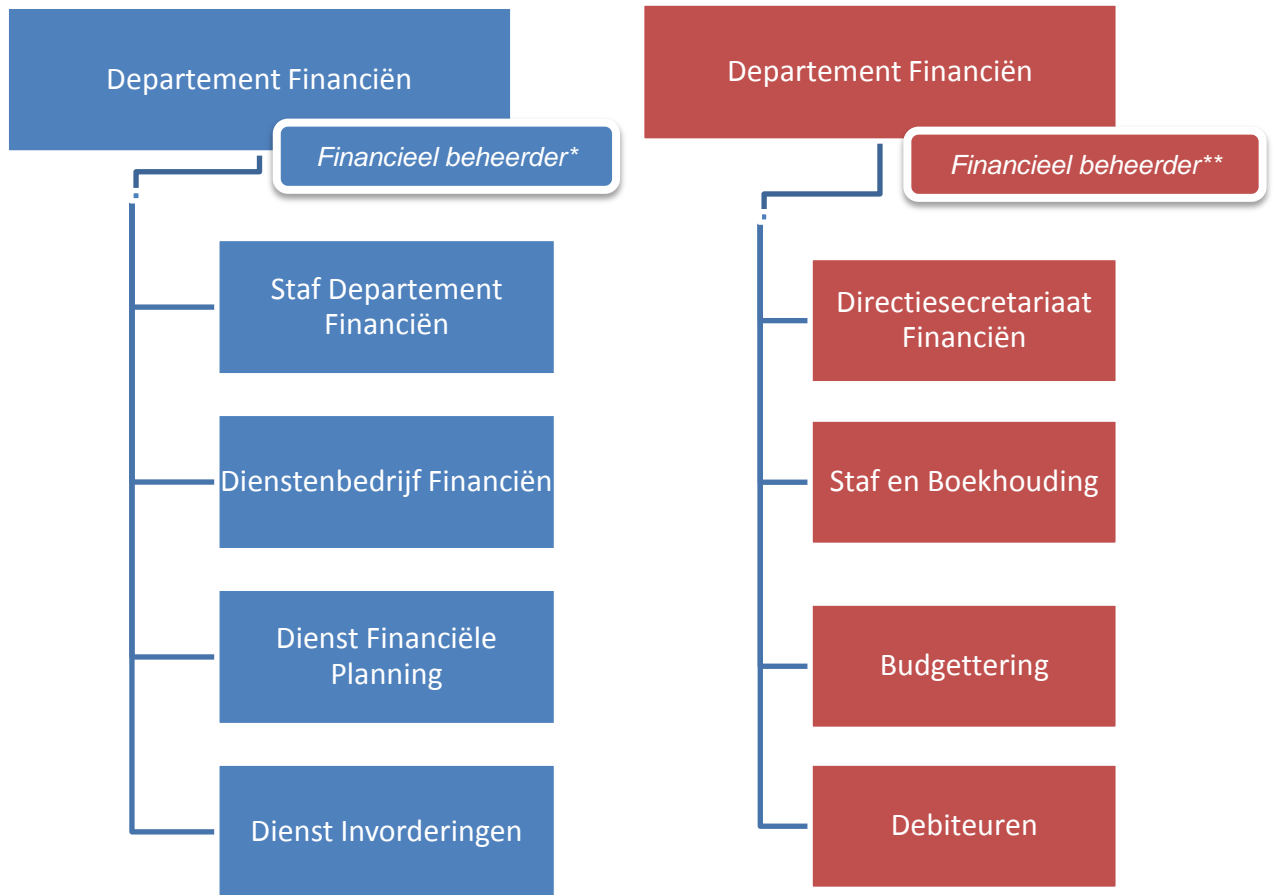 Departement Financiën
Financieel beheerder*
Staf Departement
Financiën
Dienstenbedrijf Financiën
Dienst Financiële
Planning
Dienst Invorderingen
Departement Financiën
Financieel beheerder**
Directiesecretariaat
Financiën
Staf en Boekhouding
Budgettering
Debiteuren